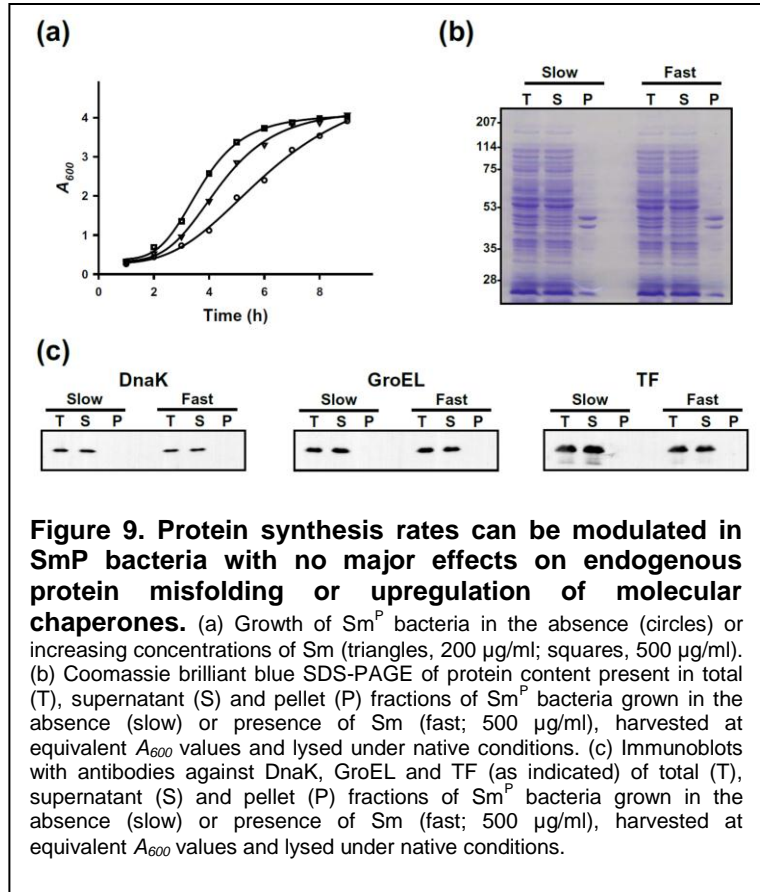 (a)
(b)
4
3
2
1
0
A600
0 2 4 6 8
Time (h)
Slow Fast
T S P T S P
207
114
75
53
35
28
(c)
DnaK GroEL TF
Slow Fast Slow Fast Slow Fast
T S P T S P T S P T S P T S P T S P
Figure 9. Protein synthesis rates can be modulated in
SmP bacteria with no major effects on endogenous
protein misfolding or upregulation of molecular
chaperones. (a) Growth of Smᴾ bacteria in the absence (circles) or
increasing concentrations of Sm (triangles, 200 µg/ml; squares, 500 µg/ml).
(b) Coomassie brilliant blue SDS-PAGE of protein content present in total
(T), supernatant (S) and pellet (P) fractions of Smᴾ bacteria grown in the
absence (slow) or presence of Sm (fast; 500 µg/ml), harvested at
equivalent A600 values and lysed under native conditions. (c) Immunoblots
with antibodies against DnaK, GroEL and TF (as indicated) of total (T),
supernatant (S) and pellet (P) fractions of Smᴾ bacteria grown in the
absence (slow) or presence of Sm (fast; 500 µg/ml), harvested at
equivalent A600 values and lysed under native conditions.